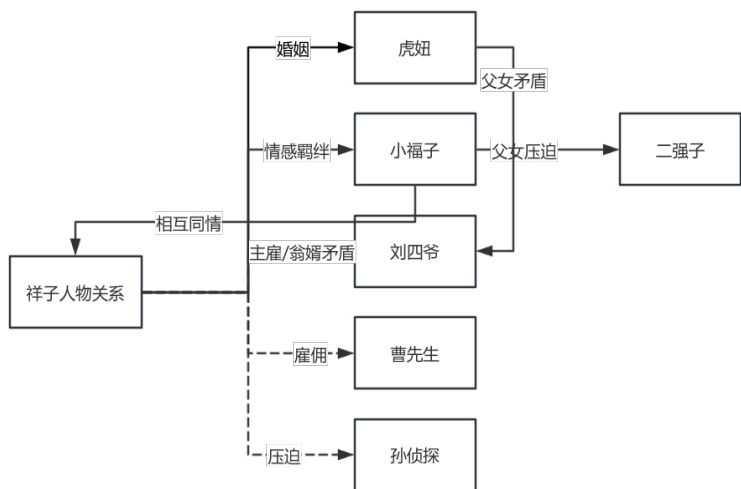 婚姻
虎妞
父女矛盾
情感羁绊
小福子
父女压迫
二强子
相互同情
主雇/翁婿矛盾
刘四爷
祥子人物关系
雇佣
曹先生
压迫
孙侦探